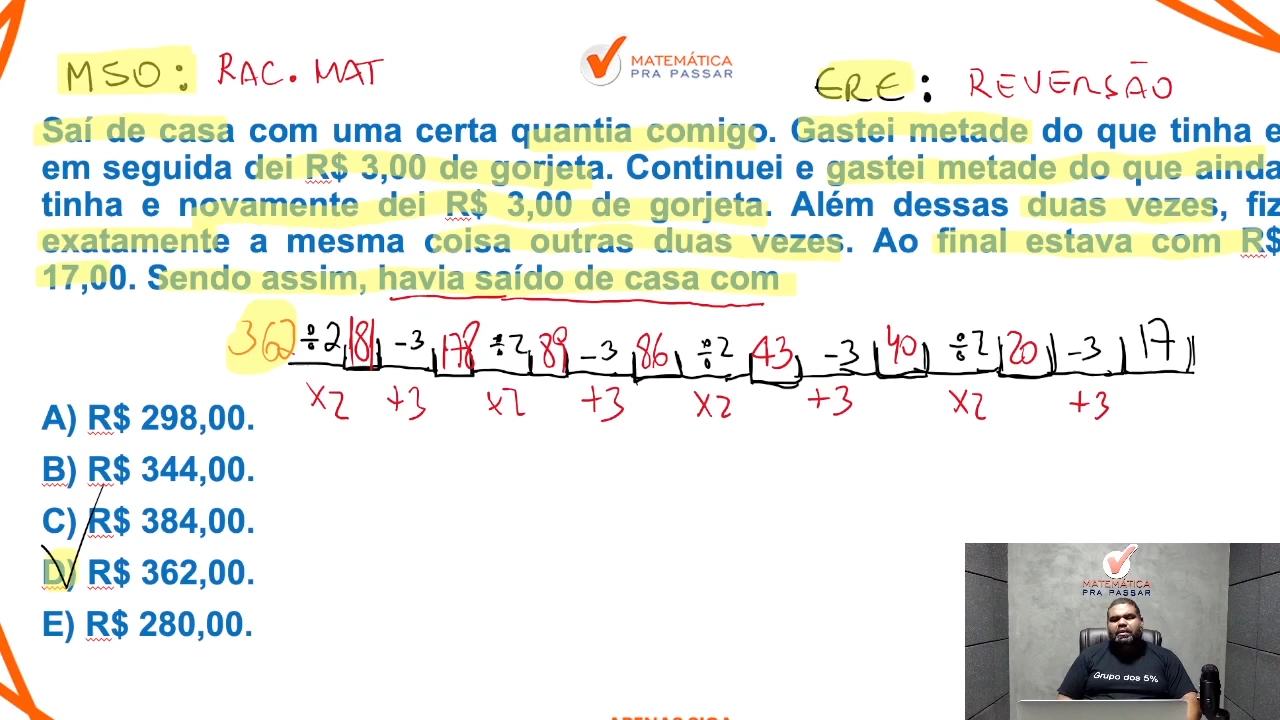 MSO: RAC. MAT
MATEMÁTICA
PRA PASSAR
ERE: REVERSÃO
Saí de casa com uma certa quantia comigo. Gastei metade do que tinha e
em seguida dei R$ 3,00 de gorjeta. Continuei e gastei metade do que ainda
tinha e novamente dei R$ 3,00 de gorjeta. Além dessas duas vezes, fiz
exatamente a mesma coisa outras duas vezes. Ao final estava com R$
17,00. Sendo assim, havia saído de casa com
362 ÷2 181 -3 178 ÷2 89 -3 86 ÷2 43 -3 40 ÷2 20 -3 17
x2 +3 x2 +3 x2 +3 x2 +3
A) R$ 298,00.
B) R$ 344,00.
C) R$ 384,00.
D) R$ 362,00.
E) R$ 280,00.
MATEMÁTICA
PRA PASSAR
Grupo dos 5%